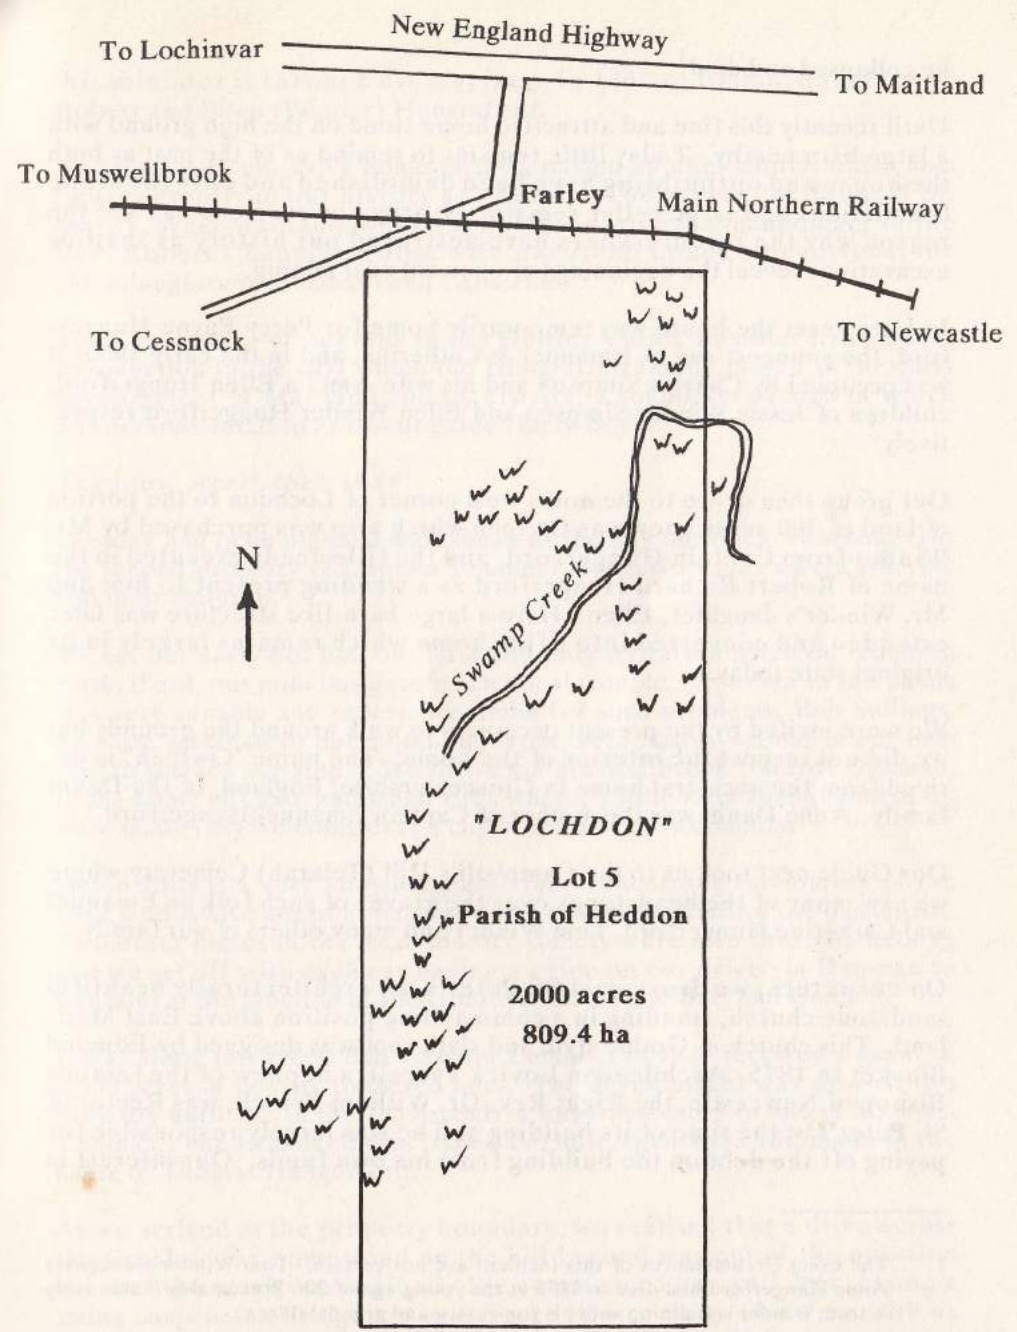 New England Highway
To Lochinvar
To Maitland
To Muswellbrook
Farley
Main Northern Railway
To Cessnock
To Newcastle
N
Swamp Creek
"LOCHDON"
Lot 5
Parish of Heddon
2000 acres
809.4 ha